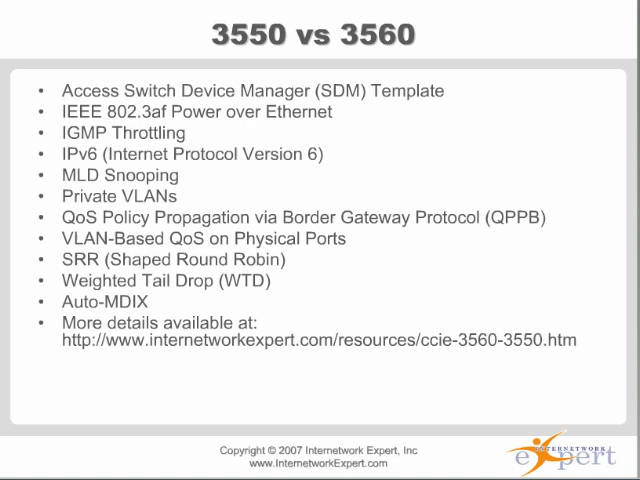 3550 vs 3560
• Access Switch Device Manager (SDM) Template
• IEEE 802.3af Power over Ethernet
• IGMP Throttling
• IPv6 (Internet Protocol Version 6)
• MLD Snooping
• Private VLANs
• QoS Policy Propagation via Border Gateway Protocol (QPPB)
• VLAN-Based QoS on Physical Ports
• SRR (Shaped Round Robin)
• Weighted Tail Drop (WTD)
• Auto-MDIX
• More details available at:
http://www.internetworkexpert.com/resources/ccie-3560-3550.htm
Copyright © 2007 Internetwork Expert, Inc
www.InternetworkExpert.com
INTERNETWORK
eXpert